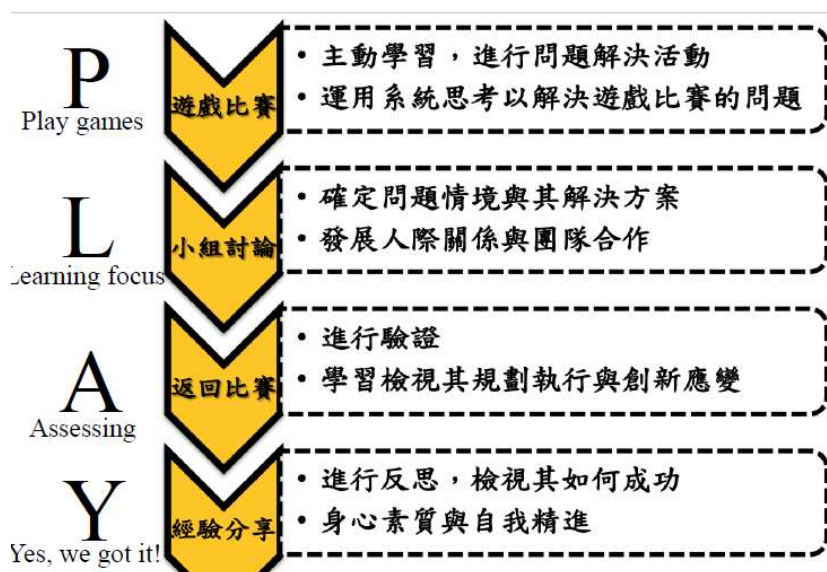 P
Play games
遊戲比賽
• 主動學習，進行問題解決活動
• 運用系統思考以解決遊戲比賽的問題
L
Learning focus
小組討論
• 確定問題情境與其解決方案
• 發展人際關係與團隊合作
A
Assessing
返回比賽
• 進行驗證
• 學習檢視其規劃執行與創新應變
Y
Yes, we got it!
經驗分享
• 進行反思，檢視其如何成功
• 身心素質與自我精進